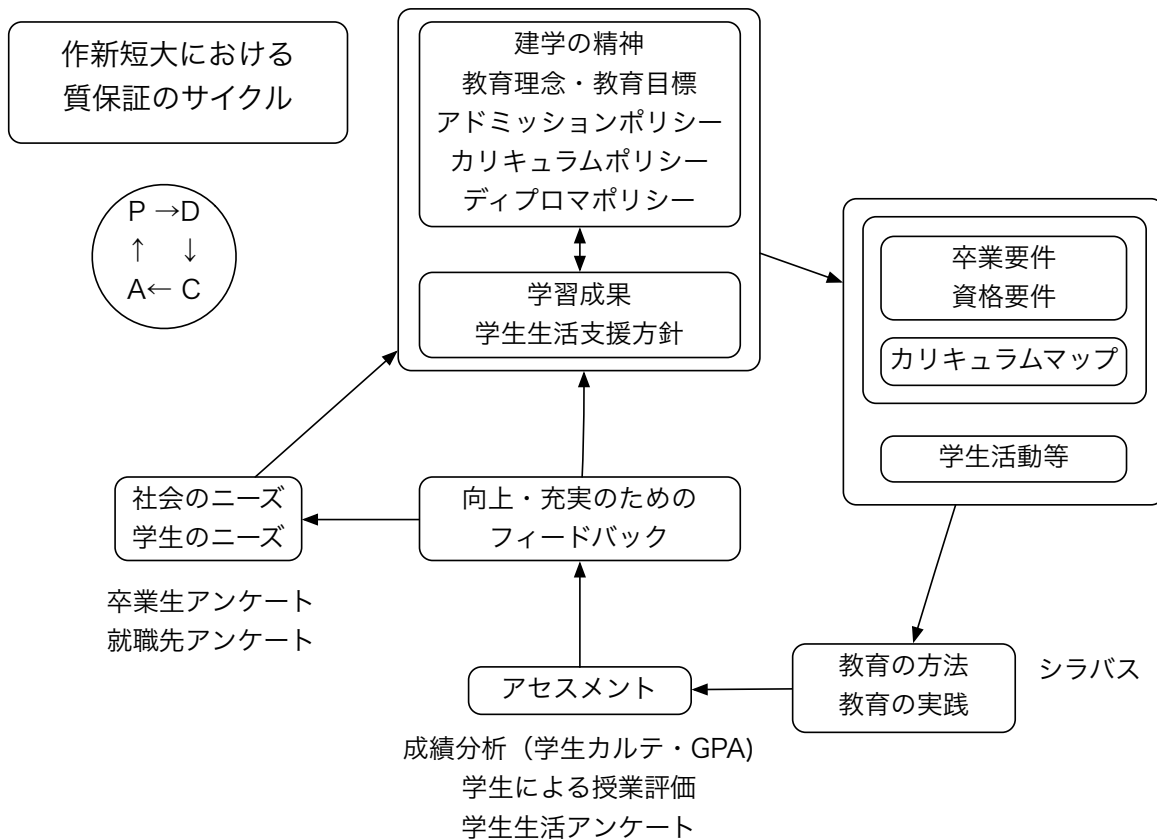 作新短大における
質保証のサイクル
P →D
↑ ↓
A← C
建学の精神
教育理念・教育目標
アドミッションポリシー
カリキュラムポリシー
ディプロマポリシー
学習成果
学生生活支援方針
卒業要件
資格要件
カリキュラムマップ
学生活動等
社会のニーズ
学生のニーズ
卒業生アンケート
就職先アンケート
向上・充実のための
フィードバック
教育の方法
教育の実践
シラバス
アセスメント
成績分析（学生カルテ・GPA)
学生による授業評価
学生生活アンケート